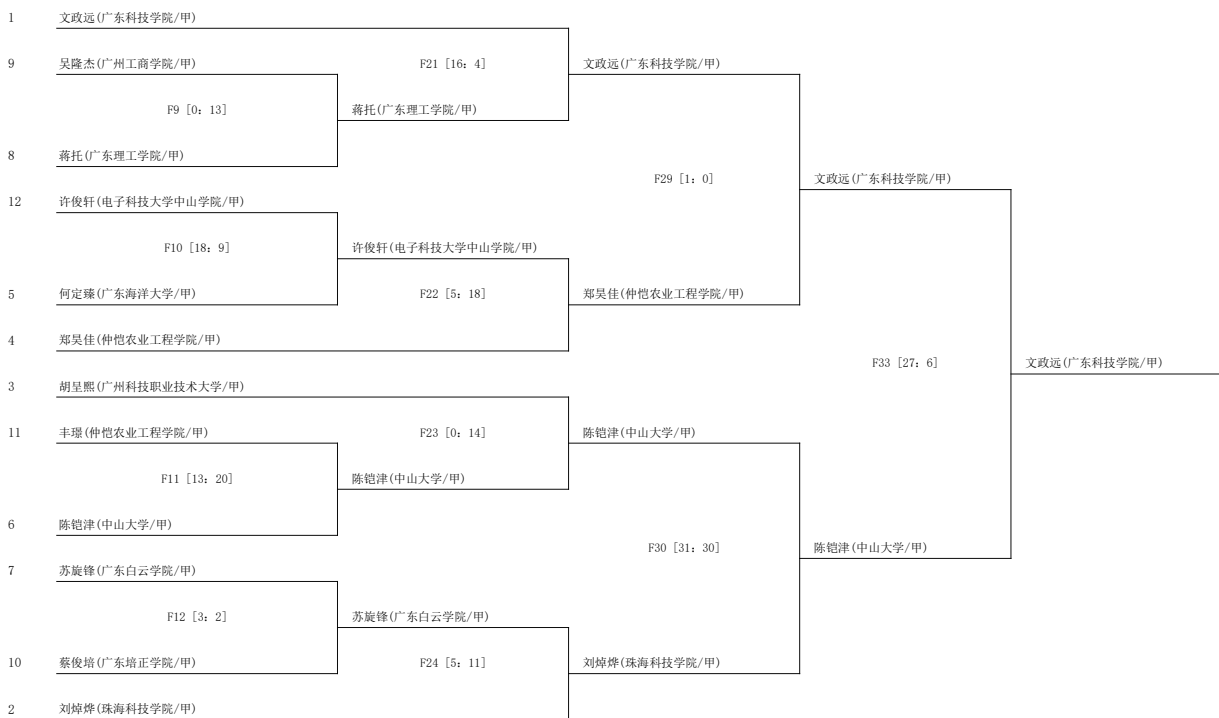 1 文政远(广东科技学院/甲)
9 吴隆杰(广州工商学院/甲) F21 [16: 4] 文政远(广东科技学院/甲)
F9 [0: 13] 蒋托(广东理工学院/甲)
8 蒋托(广东理工学院/甲)
F29 [1: 0] 文政远(广东科技学院/甲)
12 许俊轩(电子科技大学中山学院/甲)
F10 [18: 9] 许俊轩(电子科技大学中山学院/甲)
5 何定臻(广东海洋大学/甲) F22 [5: 18] 郑昊佳(仲恺农业工程学院/甲)
4 郑昊佳(仲恺农业工程学院/甲)
F33 [27: 6] 文政远(广东科技学院/甲)
3 胡呈熙(广州科技职业技术大学/甲)
11 丰璟(仲恺农业工程学院/甲) F23 [0: 14] 陈铠津(中山大学/甲)
F11 [13: 20] 陈铠津(中山大学/甲)
6 陈铠津(中山大学/甲)
F30 [31: 30] 陈铠津(中山大学/甲)
7 苏旋锋(广东白云学院/甲)
F12 [3: 2] 苏旋锋(广东白云学院/甲)
10 蔡俊培(广东培正学院/甲) F24 [5: 11] 刘焯烨(珠海科技学院/甲)
2 刘焯烨(珠海科技学院/甲)